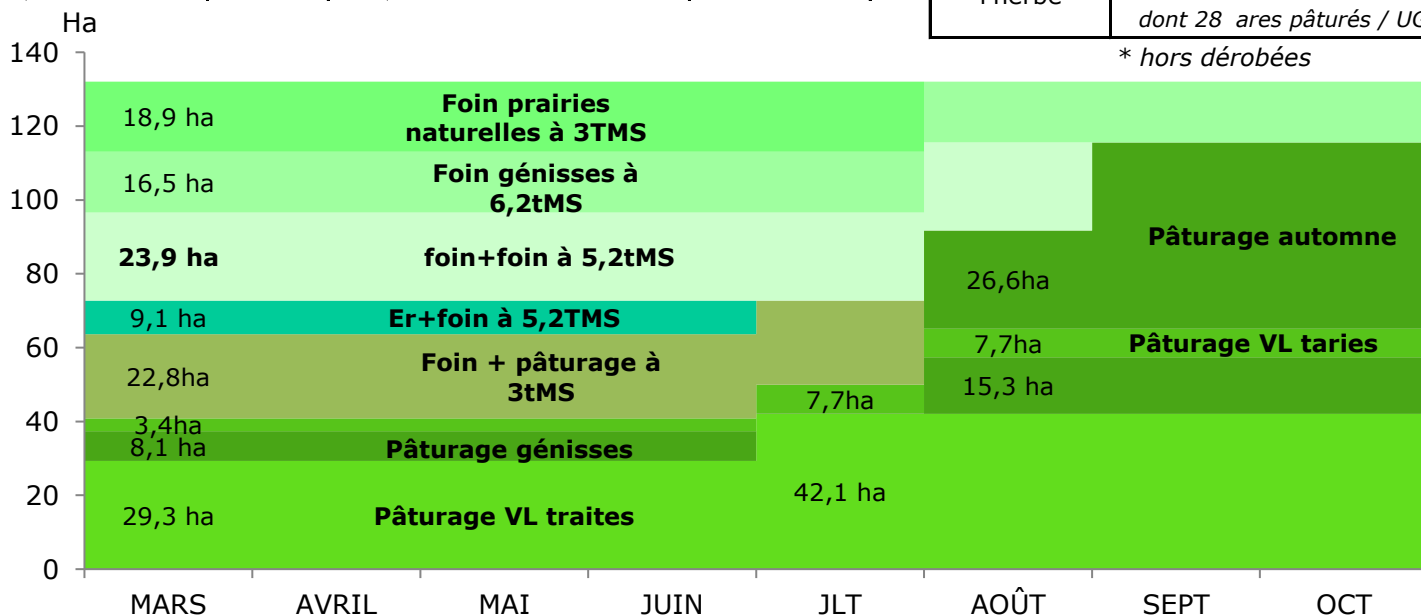 l'herbe
dont 28 ares pâturés / UG
* hors dérobées
Ha
140
120
100
80
60
40
20
0
18,9 ha
Foin prairies
naturelles à 3TMS
16,5 ha
Foin génisses à
6,2tMS
23,9 ha
foin+foin à 5,2tMS
Pâturage automne
26,6ha
9,1 ha
Er+foin à 5,2TMS
7,7ha
Pâturage VL taries
22,8ha
Foin + pâturage à
3tMS
7,7ha
15,3 ha
3,4ha
8,1 ha
Pâturage génisses
42,1 ha
29,3 ha
Pâturage VL traites
MARS AVRIL MAI JUIN JLT AOÛT SEPT OCT